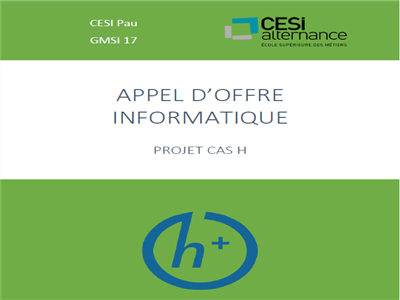 CESI Pau
GMSI 17
CESi
alternance
ÉCOLE SUPÉRIEURE DES MÉTIERS
APPEL D'OFFRE
INFORMATIQUE
PROJET CAS H
h+